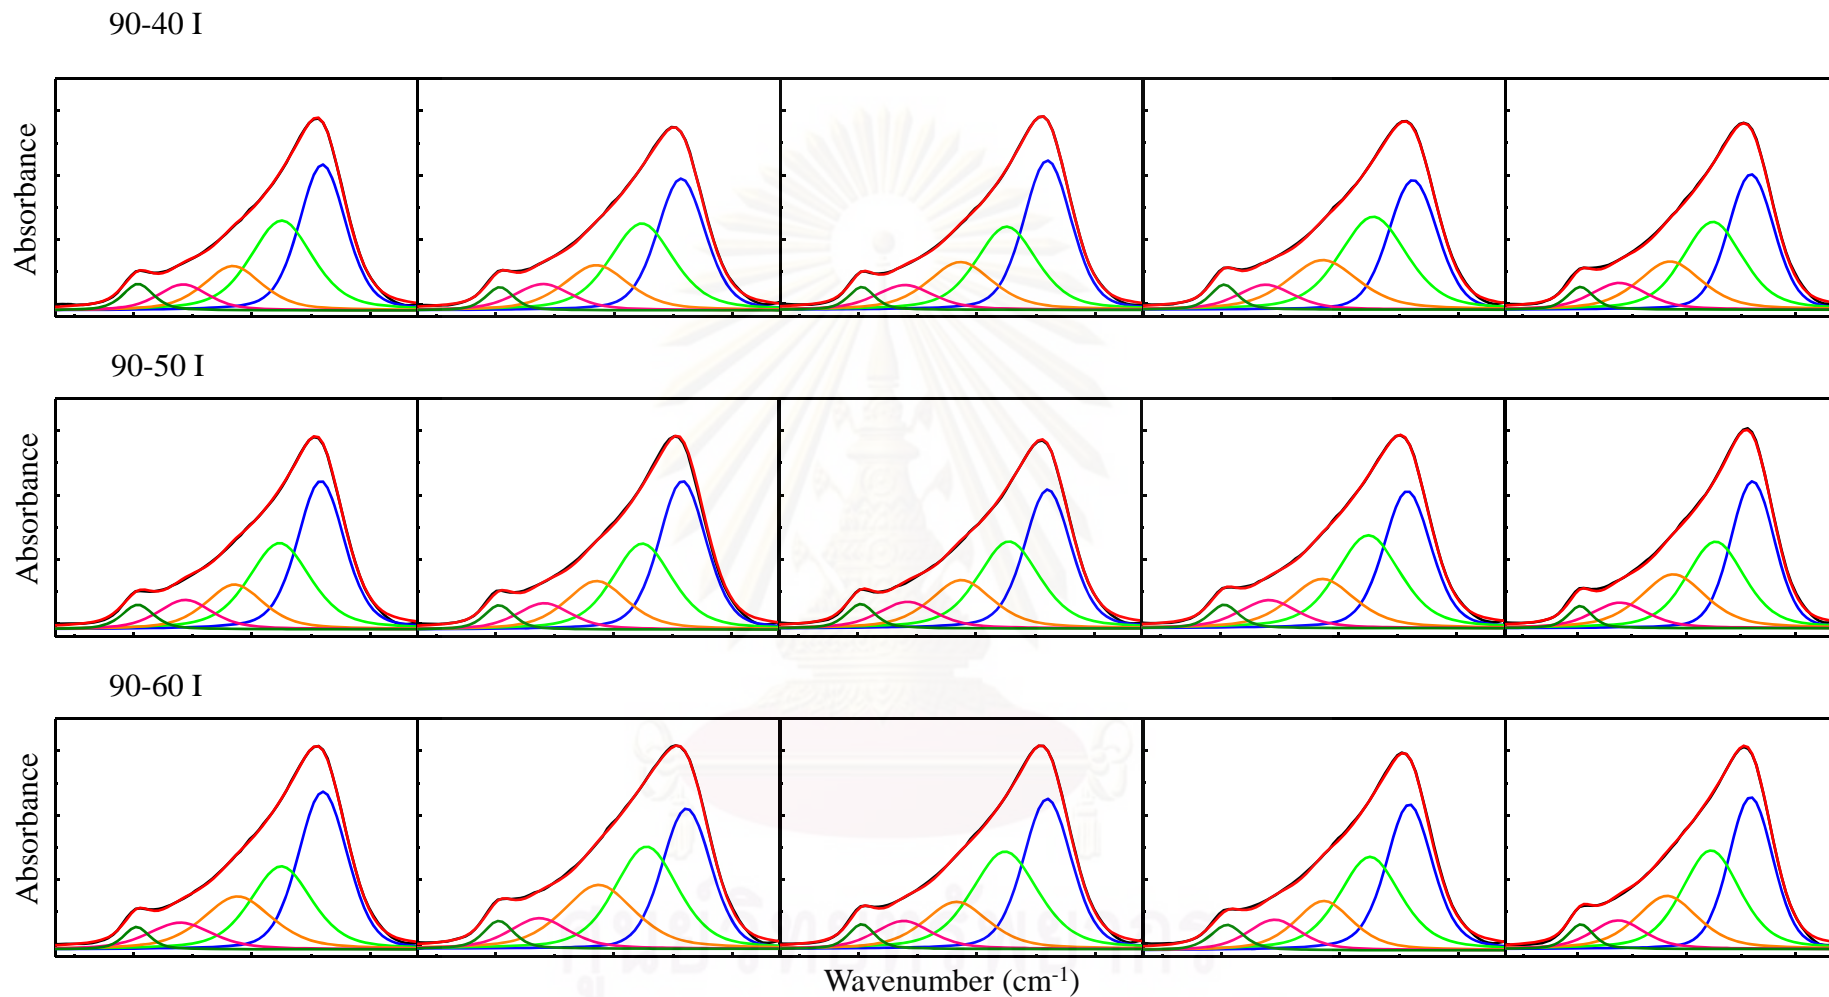 90-40 I
Absorbance
90-50 I
Absorbance
90-60 I
Absorbance
Wavenumber (cm⁻¹)